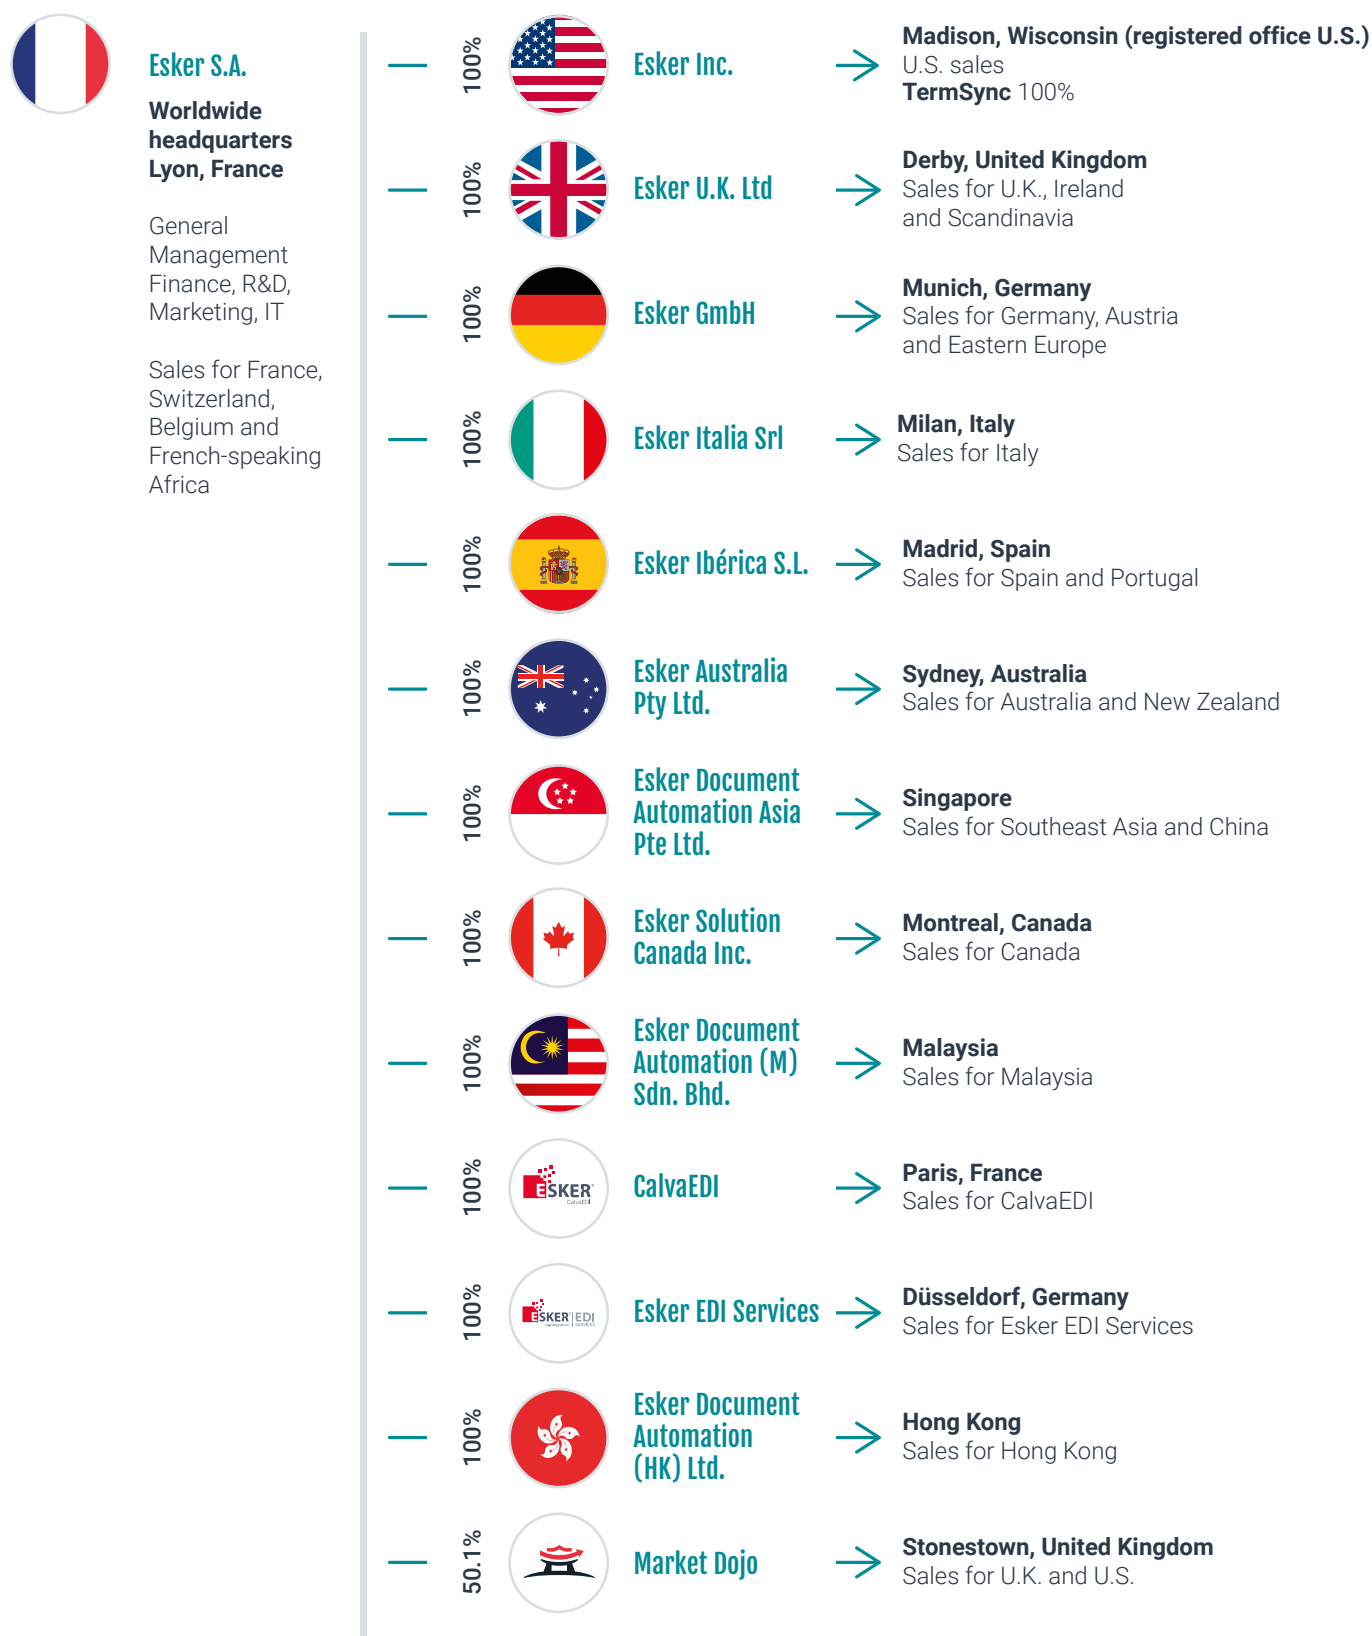 Esker S.A.
Worldwide
headquarters
Lyon, France
General
Management
Finance, R&D,
Marketing, IT
Sales for France,
Switzerland,
Belgium and
French-speaking
Africa
100%
Esker Inc.
Madison, Wisconsin (registered office U.S.)
U.S. sales
TermSync 100%
100%
Esker U.K. Ltd
Derby, United Kingdom
Sales for U.K., Ireland
and Scandinavia
100%
Esker GmbH
Munich, Germany
Sales for Germany, Austria
and Eastern Europe
100%
Esker Italia Srl
Milan, Italy
Sales for Italy
100%
Esker Ibérica S.L.
Madrid, Spain
Sales for Spain and Portugal
100%
Esker Australia
Pty Ltd.
Sydney, Australia
Sales for Australia and New Zealand
100%
Esker Document
Automation Asia
Pte Ltd.
Singapore
Sales for Southeast Asia and China
100%
Esker Solution
Canada Inc.
Montreal, Canada
Sales for Canada
100%
Esker Document
Automation (M)
Sdn. Bhd.
Malaysia
Sales for Malaysia
100%
ESKER
CalvaEDI
CalvaEDI
Paris, France
Sales for CalvaEDI
100%
ESKER EDI
SERVICES
Esker EDI Services
Düsseldorf, Germany
Sales for Esker EDI Services
100%
Esker Document
Automation
(HK) Ltd.
Hong Kong
Sales for Hong Kong
50.1%
Market Dojo
Stonestown, United Kingdom
Sales for U.K. and U.S.